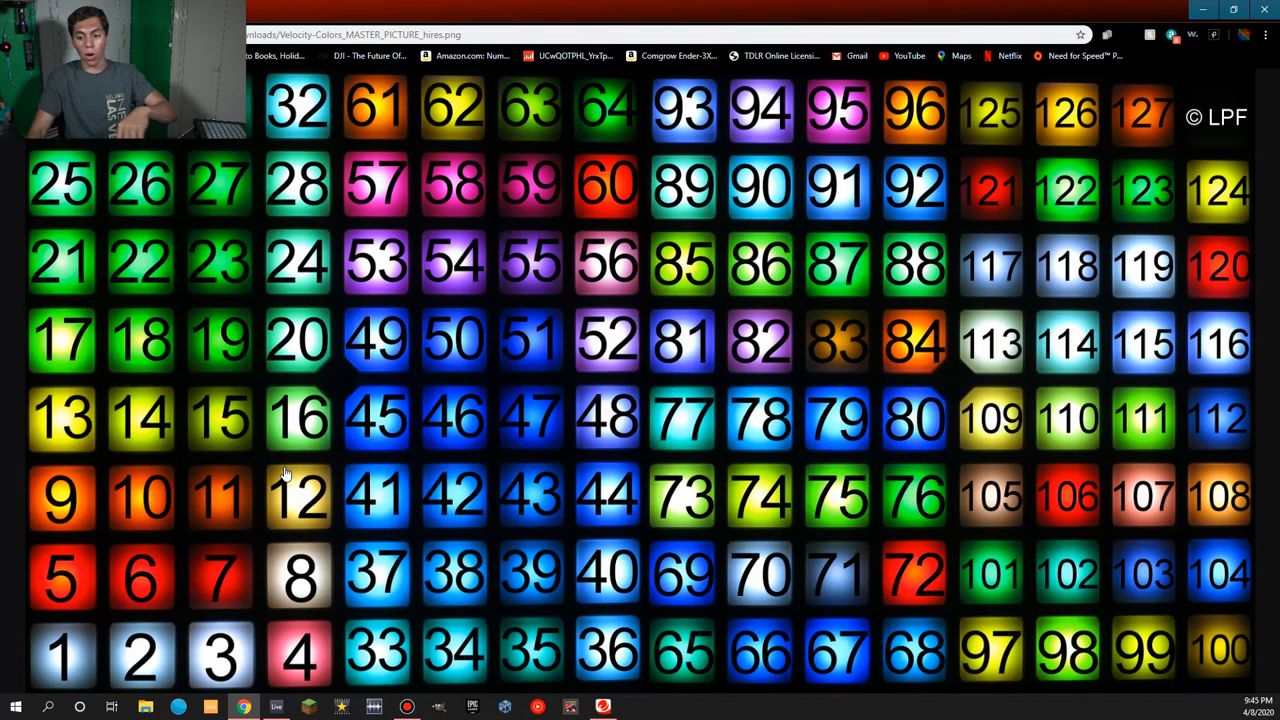 wnloads/Velocity-Colors_MASTER_PICTURE_hires.png
to Books, Holid... DJI - The Future Of... Amazon.com: Num... UCwQOTPHL_YrxTp... Comgrow Ender-3X... TDLR Online Licensi... Gmail YouTube Maps Netflix Need for Speed™ P...
32 61 62 63 64 93 94 95 96 125 126 127 © LPF
25 26 27 28 57 58 59 60 89 90 91 92 121 122 123 124
21 22 23 24 53 54 55 56 85 86 87 88 117 118 119 120
17 18 19 20 49 50 51 52 81 82 83 84 113 114 115 116
13 14 15 16 45 46 47 48 77 78 79 80 109 110 111 112
9 10 11 12 41 42 43 44 73 74 75 76 105 106 107 108
5 6 7 8 37 38 39 40 69 70 71 72 101 102 103 104
1 2 3 4 33 34 35 36 65 66 67 68 97 98 99 100
Live EPIC GAMES
9:45 PM
4/8/2020